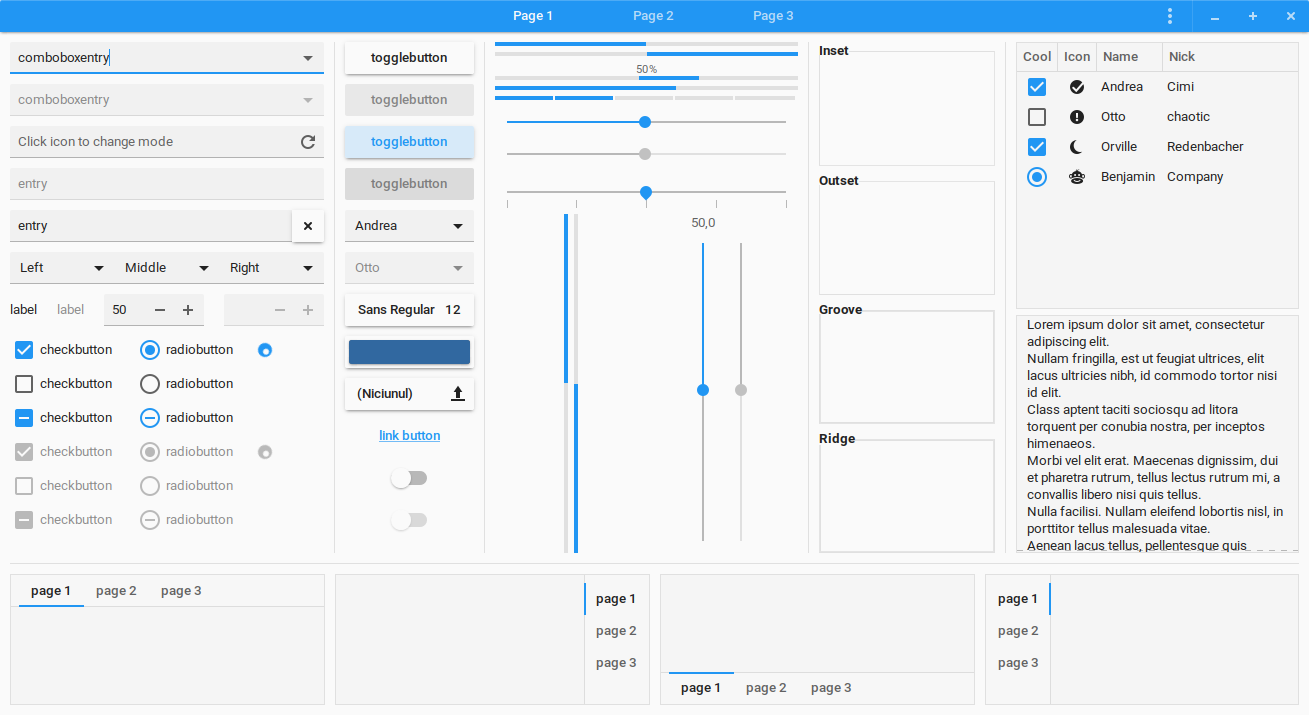 Page 1
Page 2
Page 3
comboboxentry
comboboxentry
Click icon to change mode
entry
entry
Left Middle Right
label label 50
checkbutton radiobutton
checkbutton radiobutton
checkbutton radiobutton
checkbutton radiobutton
checkbutton radiobutton
checkbutton radiobutton
togglebutton
togglebutton
togglebutton
togglebutton
Andrea
Otto
Sans Regular 12
(Niciunul)
link button
50%
50,0
Inset
Outset
Groove
Ridge
Cool Icon Name Nick
Andrea Cimi
Otto chaotic
Orville Redenbacher
Benjamin Company
Lorem ipsum dolor sit amet, consectetur
adipiscing elit.
Nullam fringilla, est ut feugiat ultrices, elit
lacus ultricies nibh, id commodo tortor nisi
id elit.
Class aptent taciti sociosqu ad litora
torquent per conubia nostra, per inceptos
himenaeos.
Morbi vel elit erat. Maecenas dignissim, dui
et pharetra rutrum, tellus lectus rutrum mi, a
convallis libero nisi quis tellus.
Nulla facilisi. Nullam eleifend lobortis nisl, in
porttitor tellus malesuada vitae.
Aenean lacus tellus, pellentesque quis
page 1 page 2 page 3
page 1
page 2
page 3
page 1 page 2 page 3
page 1
page 2
page 3